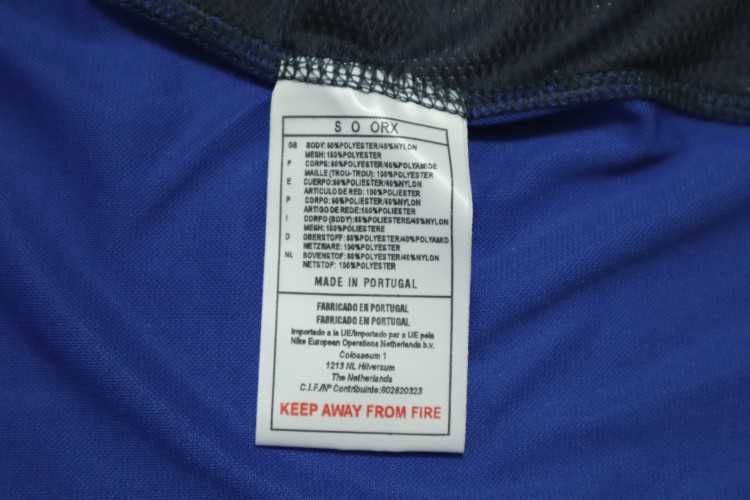 S O ORX
GB BODY:60%POLYESTER/40%NYLON
MESH:100%POLYESTER
F CORPS:60%POLYESTER/40%POLYAMIDE
MAILLE (TROU-TROU): 100%POLYESTER
E CUERPO:60%POLIESTER/40%NYLON
ARTICULO DE RED: 100%POLIESTER
P CORPO:60%POLYESTER/40%NYLON
ARTIGO DE REDE:100%POLYESTER
I CORPO (BODY):60%POLIESTERE/40%NYLON
MESH: 100%POLIESTERE
D OBERSTOFF: 60%POLYESTER/40%POLYAMID
NETZWARE: 100%POLYESTER
NL BOVENSTOF:60%POLYESTER/40%NYLON
NETSTOF: 100%POLYESTER
MADE IN PORTUGAL
FABRICADO EN PORTUGAL
FABRICADO EM PORTUGAL
Importado a la UE/Importado par a UE pela
Nike European Operations Netherlands b.v.
Colosseum 1
1213 NL Hilversum
The Netherlands
C.I.F./Nº Contribuinte:802620323
KEEP AWAY FROM FIRE